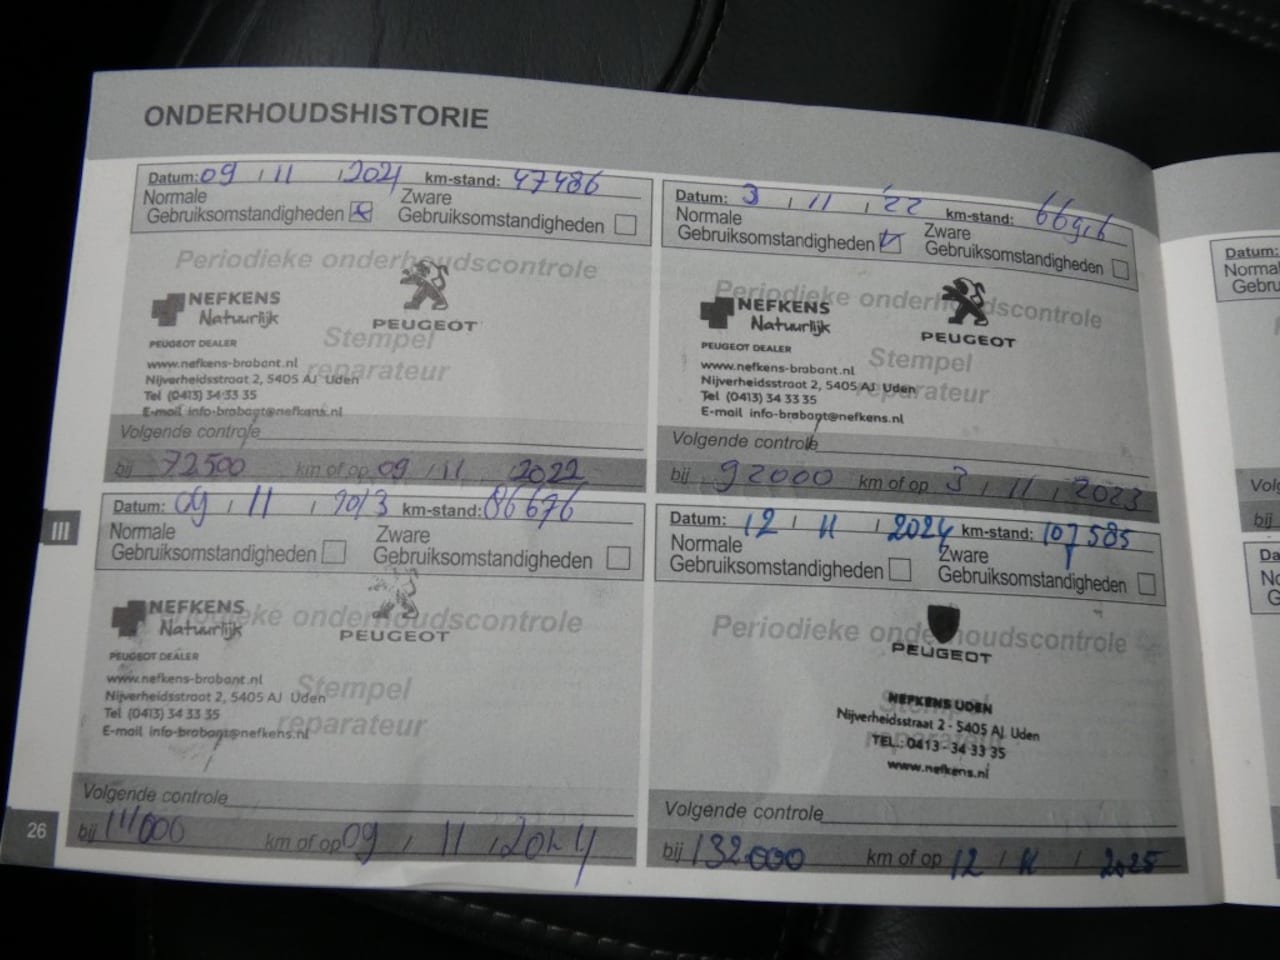 ONDERHOUDSHISTORIE
Datum: 09 / 11 / 2021 km-stand: 47486
Normale Gebruiksomstandigheden
Zware Gebruiksomstandigheden
Periodieke onderhoudscontrole
NEFKENS
Natuurlijk
PEUGEOT
PEUGEOT DEALER
Stempel
reparateur
www.nefkens-brabant.nl
Nijverheidsstraat 2, 5405 AJ Uden
Tel (0413) 34 33 35
E-mail info-brabant@nefkens.nl
Volgende controle
bij 72500 km of op 09 / 11 2022
Datum: 3 / 11 / '22 km-stand:
Normale Gebruiksomstandigheden
Zware Gebruiksomstandigheden
Periodieke onderhoudscontrole
NEFKENS
Natuurlijk
PEUGEOT
PEUGEOT DEALER
Stempel
reparateur
www.nefkens-brabant.nl
Nijverheidsstraat 2, 5405 AJ Uden
Tel (0413) 34 33 35
E-mail info-brabant@nefkens.nl
Volgende controle
bij 92000 km of op 3 / 11 / 2023
Datum: 09 / 11 / km-stand: 86676
Normale Gebruiksomstandigheden
Zware Gebruiksomstandigheden
Periodieke onderhoudscontrole
NEFKENS
Natuurlijk
PEUGEOT
PEUGEOT DEALER
Stempel
reparateur
www.nefkens-brabant.nl
Nijverheidsstraat 2, 5405 AJ Uden
Tel (0413) 34 33 35
E-mail info-brabant@nefkens.nl
Volgende controle
bij 111000 km of op 09 / 11 / 2024
Datum: 12 / 11 / 2024 km-stand: 107585
Normale Gebruiksomstandigheden
Zware Gebruiksomstandigheden
Periodieke onderhoudscontrole
PEUGEOT
Stempel
reparateur
NEFKENS UDEN
Nijverheidsstraat 2 - 5405 AJ Uden
TEL.: 0413 - 34 33 35
www.nefkens.nl
Volgende controle
bij 132.000 km of op 12 / 11 / 2025
III
26
Datum: